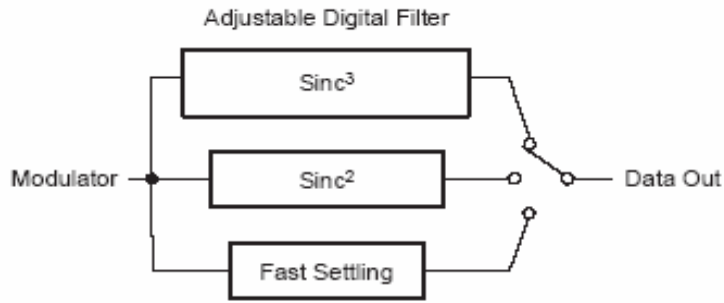 Adjustable Digital Filter
Sinc³
Modulator
Sinc²
Data Out
Fast Settling